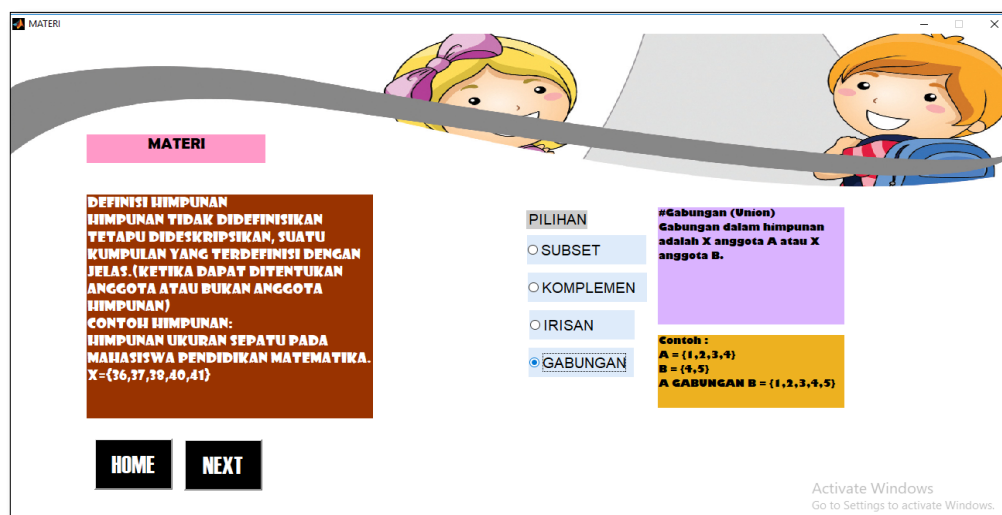 MATERI
MATERI
DEFINISI HIMPUNAN
HIMPUNAN TIDAK DIDEFINISIKAN
TETAPU DIDESKRIPSIKAN, SUATU
KUMPULAN YANG TERDEFINISI DENGAN
JELAS.(KETIKA DAPAT DITENTUKAN
ANGGOTA ATAU BUKAN ANGGOTA
HIMPUNAN)
CONTOH HIMPUNAN:
HIMPUNAN UKURAN SEPATU PADA
MAHASISWA PENDIDIKAN MATEMATIKA.
X={36,37,38,40,41}
HOME
NEXT
PILIHAN
SUBSET
KOMPLEMEN
IRISAN
GABUNGAN
#Gabungan (Union)
Gabungan dalam himpunan
adalah X anggota A atau X
anggota B.
Contoh :
A = {1,2,3,4}
B = {4,5}
A GABUNGAN B = {1,2,3,4,5}
Activate Windows
Go to Settings to activate Windows.